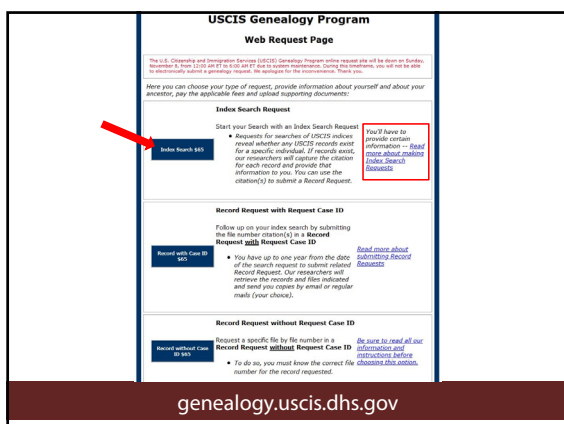 USCIS Genealogy Program
Web Request Page
The U.S. Citizenship and Immigration Services (USCIS) Genealogy Program online request site will be down on Sunday,
November 8, from 12:00 AM ET to 6:00 AM ET due to system maintenance. During this timeframe, you will not be able
to electronically submit a genealogy request. We apologize for the inconvenience. Thank you.
Here you can choose your type of request, provide information about yourself and about your
ancestor, pay the applicable fees and upload supporting documents:
Index Search Request
Index Search $65
Start your Search with an Index Search Request
• Requests for searches of USCIS indices
reveal whether any USCIS records exist
for a specific individual. If records exist,
our researchers will capture the citation
for each record and provide that
information to you. You can use the
citation(s) to submit a Record Request.
You'll have to
provide certain
information -- Read
more about making
Index Search
Requests
Record Request with Request Case ID
Record with Case ID
$65
Follow up on your index search by submitting
the file number citation(s) in a Record
Request with Request Case ID
• You have up to one year from the date
of the search request to submit related
Record Request. Our researchers will
retrieve the records and files indicated
and send you copies by email or regular
mails (your choice).
Read more about
submitting Record
Requests
Record Request without Request Case ID
Record without Case
ID $65
Request a specific file by file number in a
Record Request without Request Case ID
• To do so, you must know the correct file
number for the record requested.
Be sure to read all our
information and
instructions before
choosing this option.
genealogy.uscis.dhs.gov